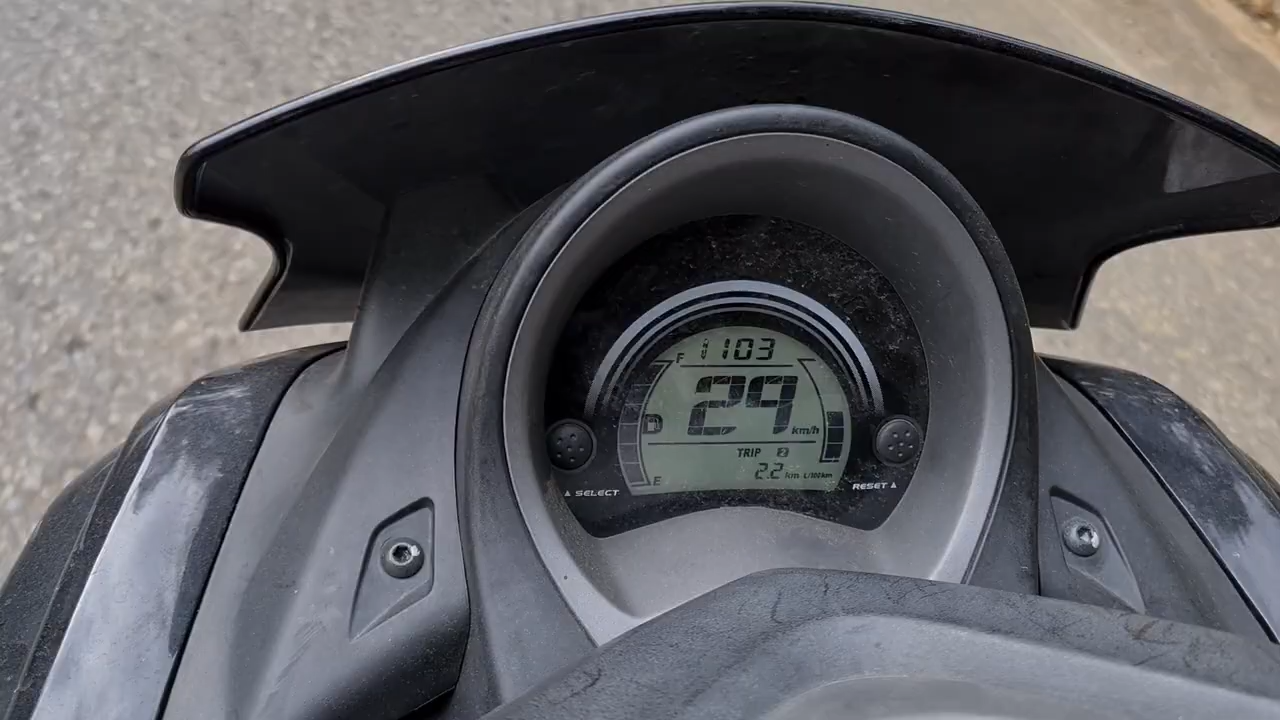 F 1103
29 km/h
TRIP 2
2.2 km L/100km
E
▲ SELECT
RESET ▲